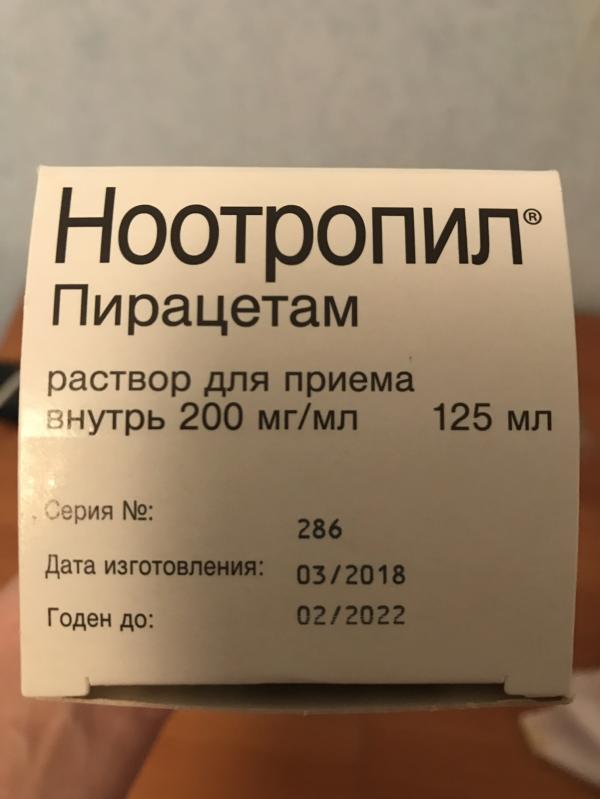 Ноотропил®
Пирацетам
раствор для приема
внутрь 200 мг/мл 125 мл
Серия №: 286
Дата изготовления: 03/2018
Годен до: 02/2022